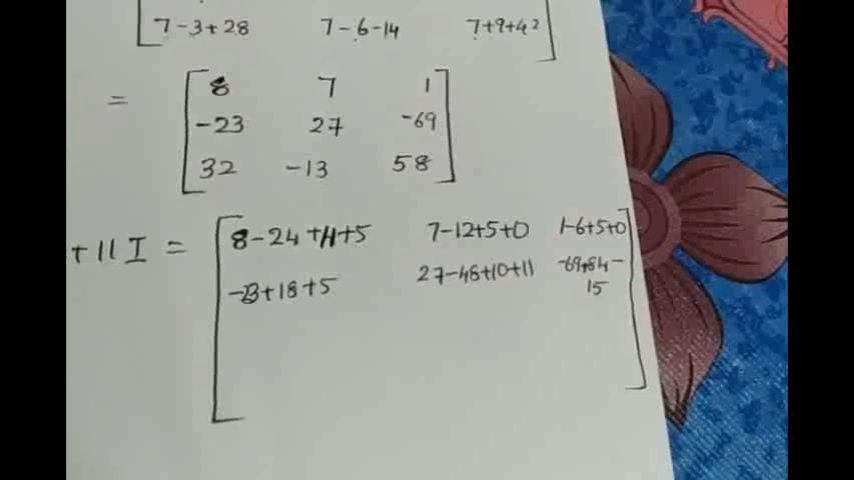 7-3+28 7-6-14 7+9+42
= 8 7 1
-23 27 -69
32 -13 58
+11 I = 8-24+11+5 7-12+5+0 1-6+5+0
-23+18+5 27-48+10+11 -69+84-
15